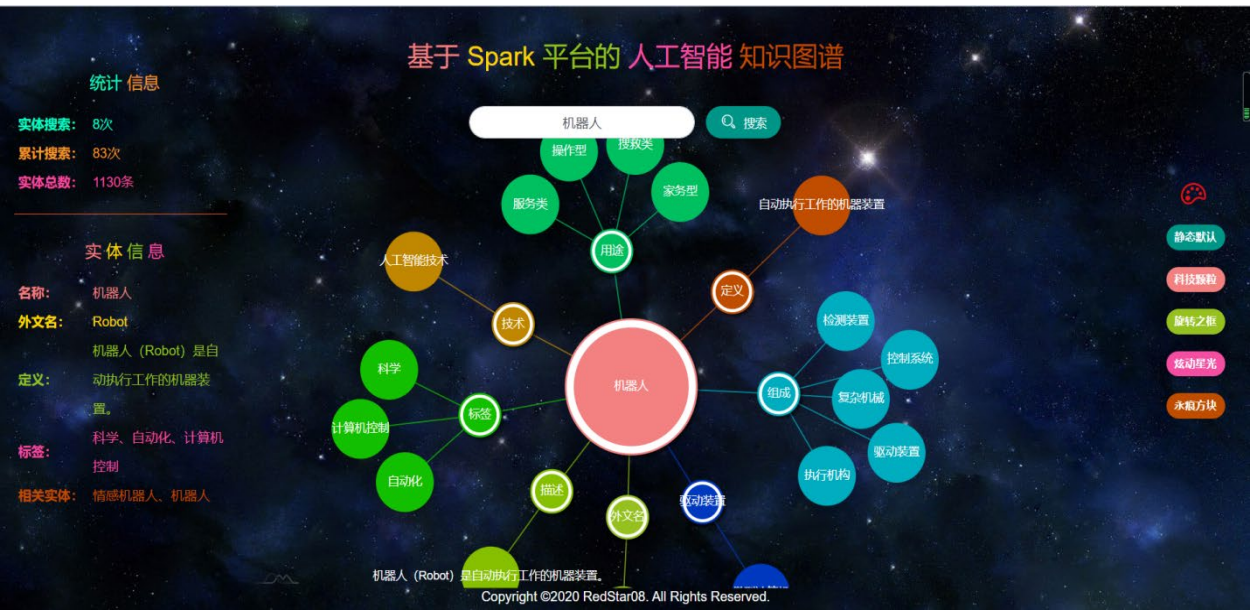 基于 Spark 平台的 人工智能 知识图谱
统计 信息
实体搜索： 8次
累计搜索： 83次
实体总数： 1130条
实 体 信 息
名称： 机器人
外文名： Robot
定义： 机器人（Robot）是自
动执行工作的机器装
置。
标签： 科学、自动化、计算机
控制
相关实体： 情感机器人、机器人
机器人
搜索
操作型
搜救类
服务类
家务型
用途
自动执行工作的机器装置
定义
人工智能技术
技术
科学
计算机控制
自动化
标签
机器人
检测装置
控制系统
组成
复杂机械
驱动装置
执行机构
描述
外文名
驱动装置
机器人（Robot）是自动执行工作的机器装置。
静态默认
科技颗粒
旋转之框
炫动星光
永痕方块
Copyright ©2020 RedStar08. All Rights Reserved.